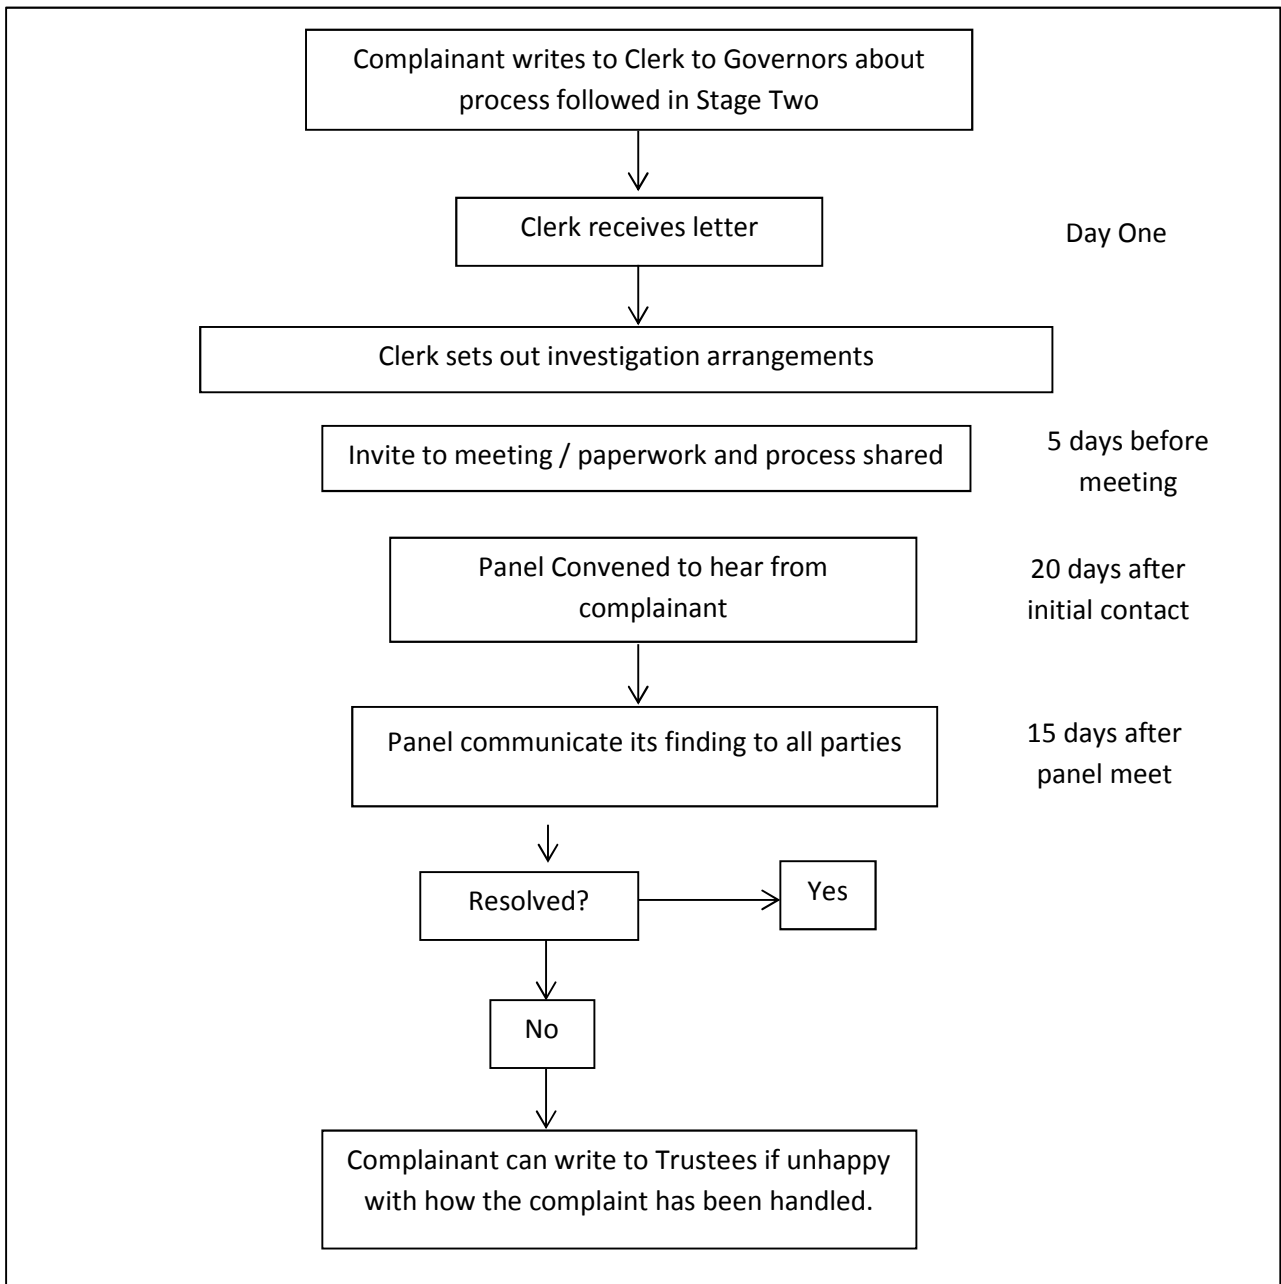 Complainant writes to Clerk to Governors about
process followed in Stage Two
Clerk receives letter
Day One
Clerk sets out investigation arrangements
Invite to meeting / paperwork and process shared
5 days before
meeting
Panel Convened to hear from
complainant
20 days after
initial contact
Panel communicate its finding to all parties
15 days after
panel meet
Resolved?
Yes
No
Complainant can write to Trustees if unhappy
with how the complaint has been handled.